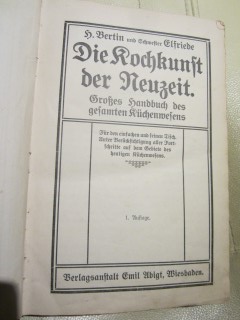 H. Bertin und Schwester Elfriede
Die Kochkunst
der Neuzeit.
Großes Handbuch des
gesamten Küchenwesens
Für den einfachen und feinen Tisch.
Unter Berücksichtigung aller Fort-
schritte auf dem Gebiete des
heutigen Küchenwesens.
1. Auflage.
Verlagsanstalt Emil Abigt, Wiesbaden.